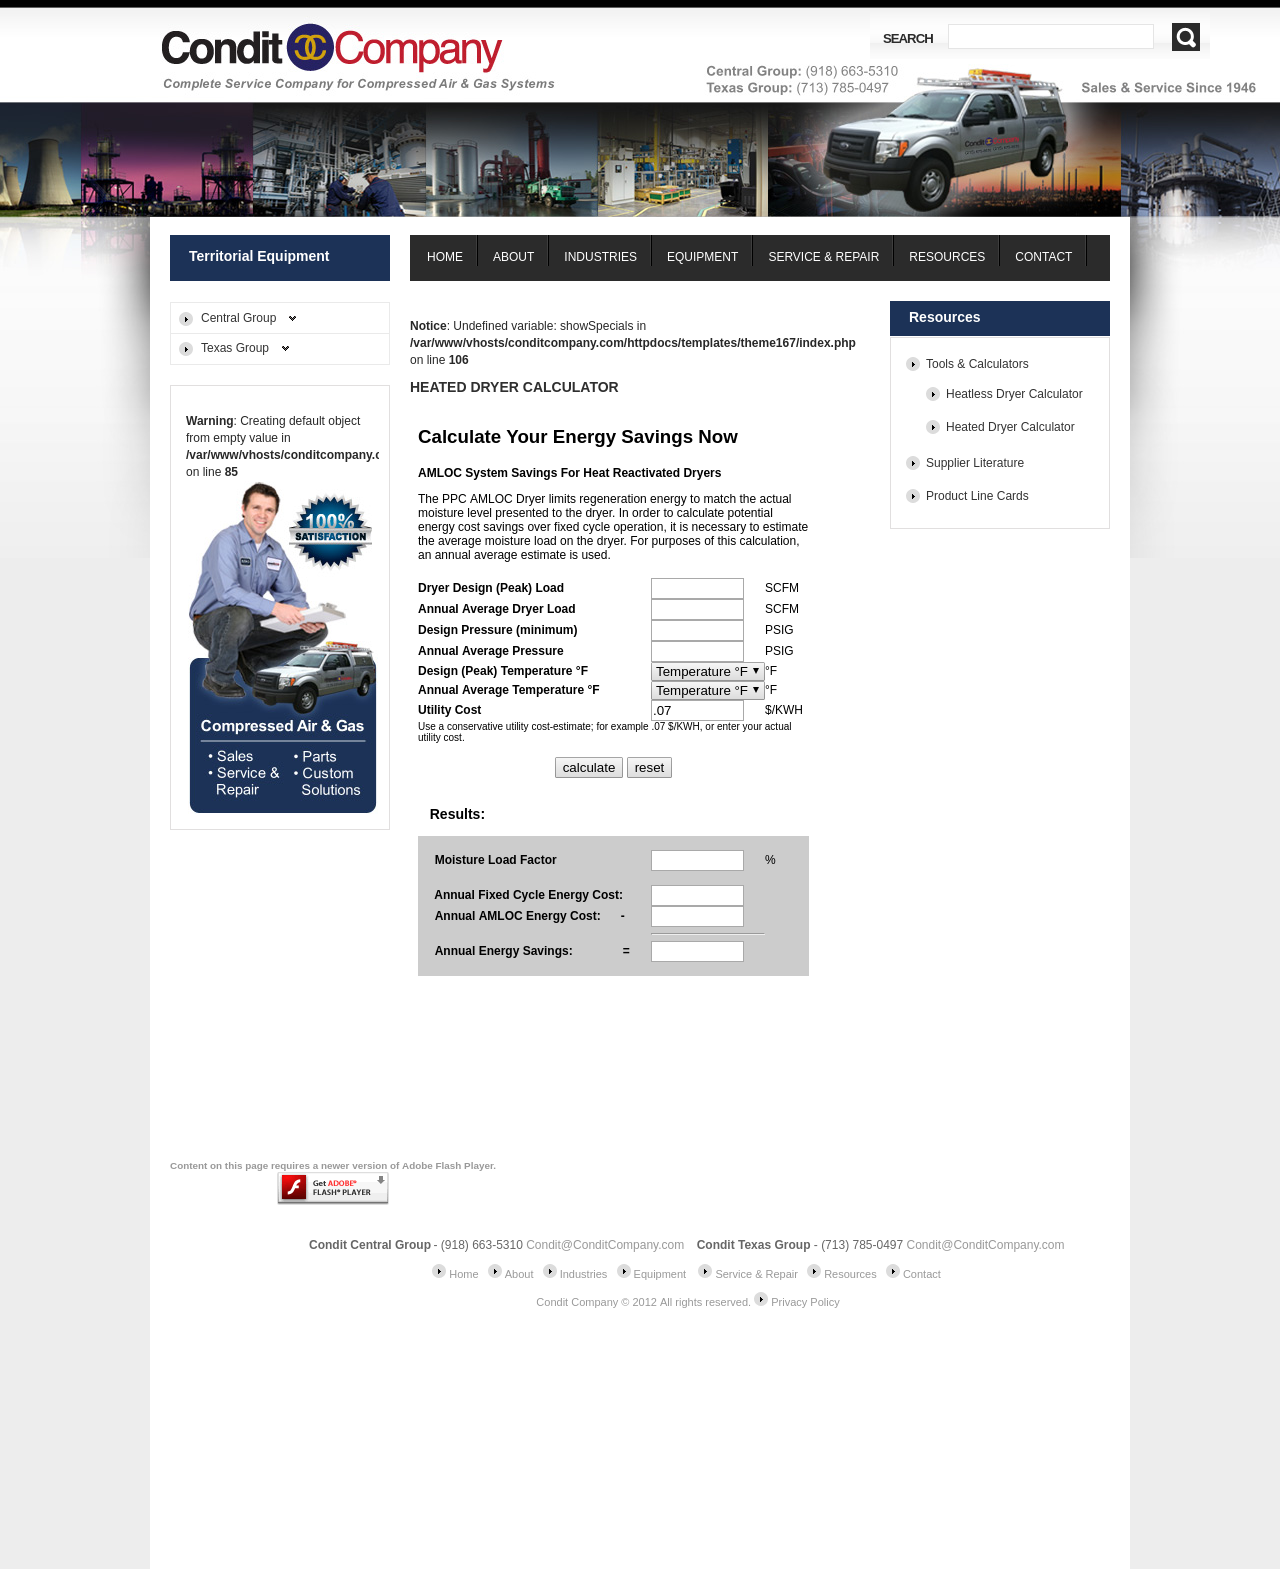 Condit Company
Complete Service Company for Compressed Air & Gas Systems
SEARCH
Central Group: (918) 663-5310
Texas Group: (713) 785-0497
Sales & Service Since 1946
Territorial Equipment
HOME ABOUT INDUSTRIES EQUIPMENT SERVICE & REPAIR RESOURCES CONTACT
Central Group
Texas Group
Warning: Creating default object
from empty value in
/var/www/vhosts/conditcompany.c
on line 85
100%
SATISFACTION
Compressed Air & Gas
• Sales
• Service &
Repair
• Parts
• Custom
Solutions
Notice: Undefined variable: showSpecials in
/var/www/vhosts/conditcompany.com/httpdocs/templates/theme167/index.php
on line 106
HEATED DRYER CALCULATOR
Calculate Your Energy Savings Now
AMLOC System Savings For Heat Reactivated Dryers
The PPC AMLOC Dryer limits regeneration energy to match the actual
moisture level presented to the dryer. In order to calculate potential
energy cost savings over fixed cycle operation, it is necessary to estimate
the average moisture load on the dryer. For purposes of this calculation,
an annual average estimate is used.
Dryer Design (Peak) Load SCFM
Annual Average Dryer Load SCFM
Design Pressure (minimum) PSIG
Annual Average Pressure PSIG
Design (Peak) Temperature °F Temperature °F °F
Annual Average Temperature °F Temperature °F °F
Utility Cost .07 $/KWH
Use a conservative utility cost-estimate; for example .07 $/KWH, or enter your actual
utility cost.
calculate reset
Results:
Moisture Load Factor %
Annual Fixed Cycle Energy Cost:
Annual AMLOC Energy Cost: -
Annual Energy Savings: =
Resources
Tools & Calculators
Heatless Dryer Calculator
Heated Dryer Calculator
Supplier Literature
Product Line Cards
Content on this page requires a newer version of Adobe Flash Player.
Get ADOBE®
FLASH® PLAYER
Condit Central Group - (918) 663-5310 Condit@ConditCompany.com Condit Texas Group - (713) 785-0497 Condit@ConditCompany.com
Home About Industries Equipment Service & Repair Resources Contact
Condit Company © 2012 All rights reserved. Privacy Policy